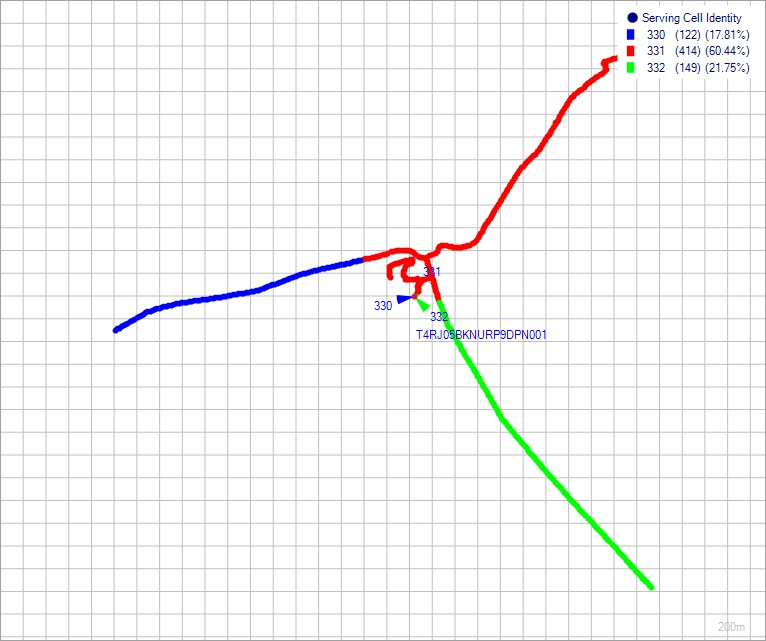 Serving Cell Identity
330 (122) (17.81%)
331 (414) (60.44%)
332 (149) (21.75%)
331
330
332
T4RJ05BKNURP9DPN001
200m